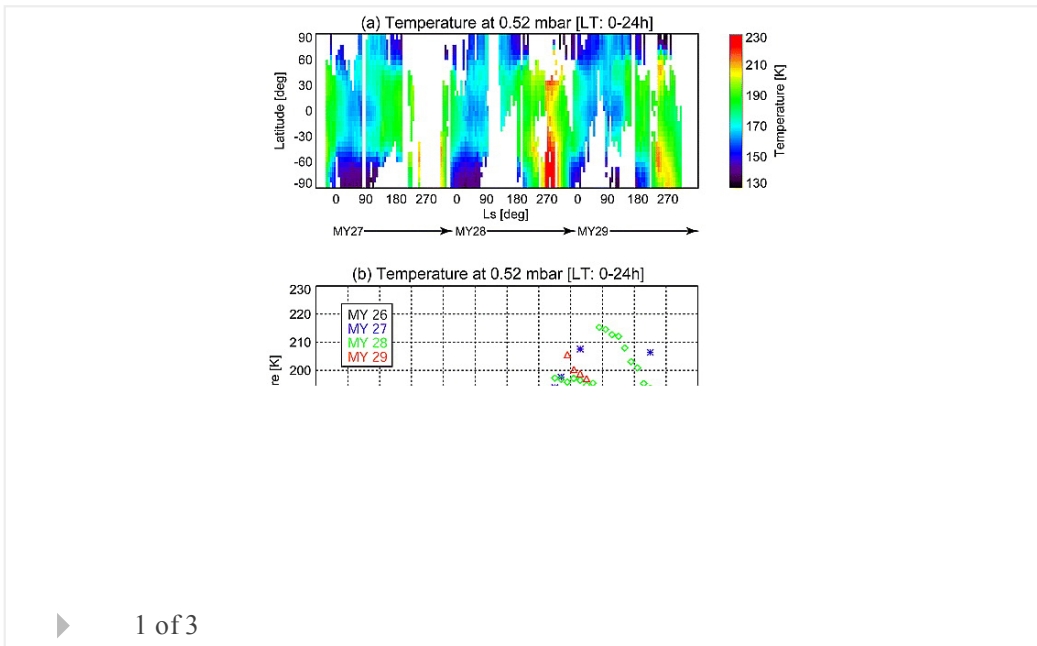 (a) Temperature at 0.52 mbar [LT: 0-24h]
90
60
30
0
-30
-60
-90
Latitude [deg]
0 90 180 270 0 90 180 270 0 90 180 270
Ls [deg]
MY27 MY28 MY29
230
210
190
170
150
130
Temperature [K]
(b) Temperature at 0.52 mbar [LT: 0-24h]
230
220
210
200
re [K]
MY 26
MY 27
MY 28
MY 29
1 of 3